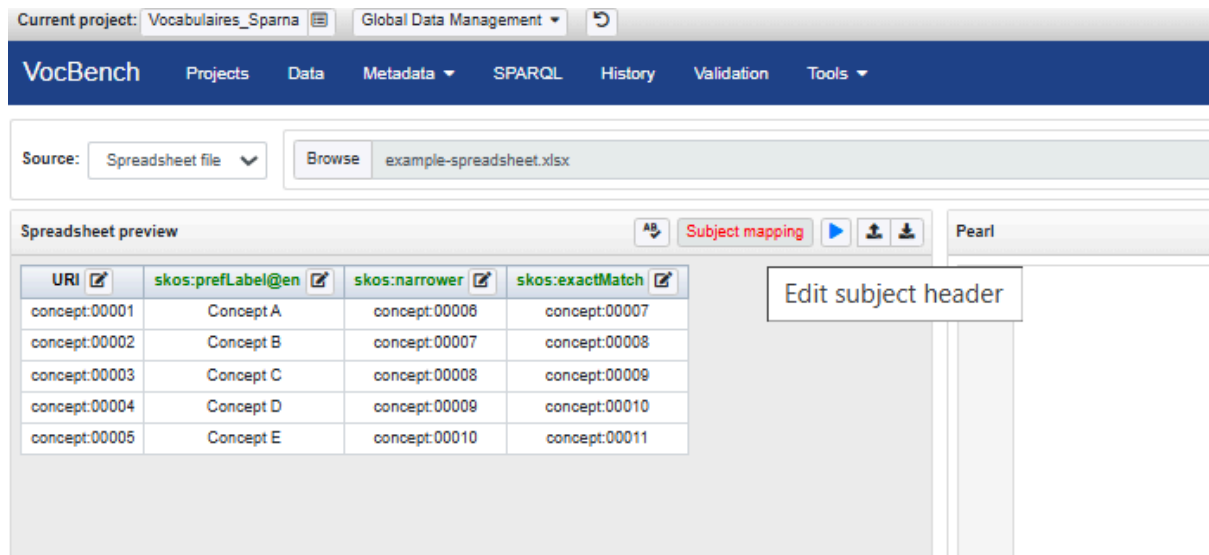 Current project: Vocabulaires_Sparna Global Data Management
VocBench Projects Data Metadata SPARQL History Validation Tools
Source: Spreadsheet file Browse example-spreadsheet.xlsx
Spreadsheet preview AB Subject mapping Pearl
URI skos:prefLabel@en skos:narrower skos:exactMatch
Edit subject header
concept:00001 Concept A concept:00006 concept:00007
concept:00002 Concept B concept:00007 concept:00008
concept:00003 Concept C concept:00008 concept:00009
concept:00004 Concept D concept:00009 concept:00010
concept:00005 Concept E concept:00010 concept:00011